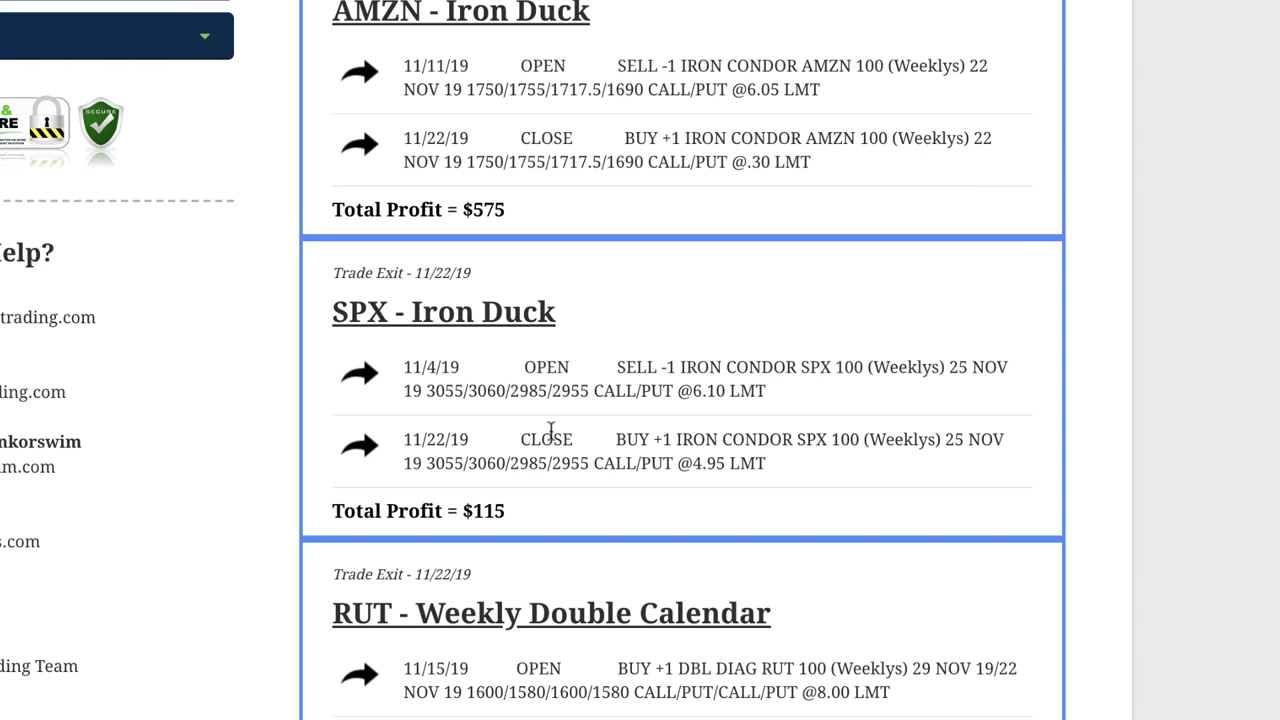 AMZN - Iron Duck
11/11/19 OPEN SELL -1 IRON CONDOR AMZN 100 (Weeklys) 22
NOV 19 1750/1755/1717.5/1690 CALL/PUT @6.05 LMT
11/22/19 CLOSE BUY +1 IRON CONDOR AMZN 100 (Weeklys) 22
NOV 19 1750/1755/1717.5/1690 CALL/PUT @.30 LMT
Total Profit = $575
Trade Exit - 11/22/19
SPX - Iron Duck
11/4/19 OPEN SELL -1 IRON CONDOR SPX 100 (Weeklys) 25 NOV
19 3055/3060/2985/2955 CALL/PUT @6.10 LMT
11/22/19 CLOSE BUY +1 IRON CONDOR SPX 100 (Weeklys) 25 NOV
19 3055/3060/2985/2955 CALL/PUT @4.95 LMT
Total Profit = $115
Trade Exit - 11/22/19
RUT - Weekly Double Calendar
11/15/19 OPEN BUY +1 DBL DIAG RUT 100 (Weeklys) 29 NOV 19/22
NOV 19 1600/1580/1600/1580 CALL/PUT/CALL/PUT @8.00 LMT
&
RE
SECURE
Help?
trading.com
ding.com
nkorswim
im.com
s.com
ding Team